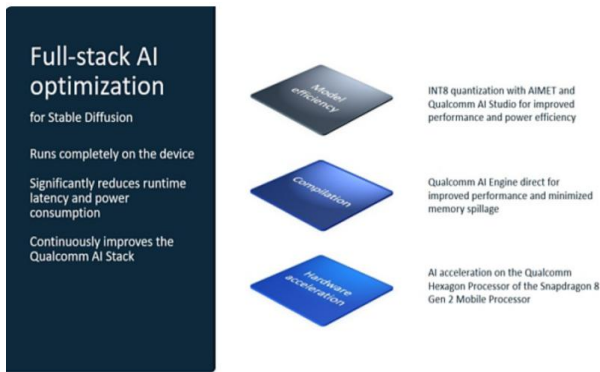 Full-stack AI
optimization
for Stable Diffusion
Runs completely on the device
Significantly reduces runtime
latency and power
consumption
Continuously improves the
Qualcomm AI Stack
Model
efficiency
INT8 quantization with AIMET and
Qualcomm AI Studio for improved
performance and power efficiency
Compilation
Qualcomm AI Engine direct for
improved performance and minimized
memory spillage
Hardware
acceleration
AI acceleration on the Qualcomm
Hexagon Processor of the Snapdragon 8
Gen 2 Mobile Processor